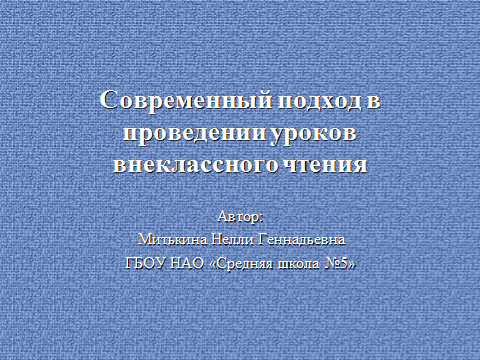 Современный подход в
проведении уроков
внеклассного чтения
Автор:
Митькина Нелли Геннадьевна
ГБОУ НАО «Средняя школа №5»